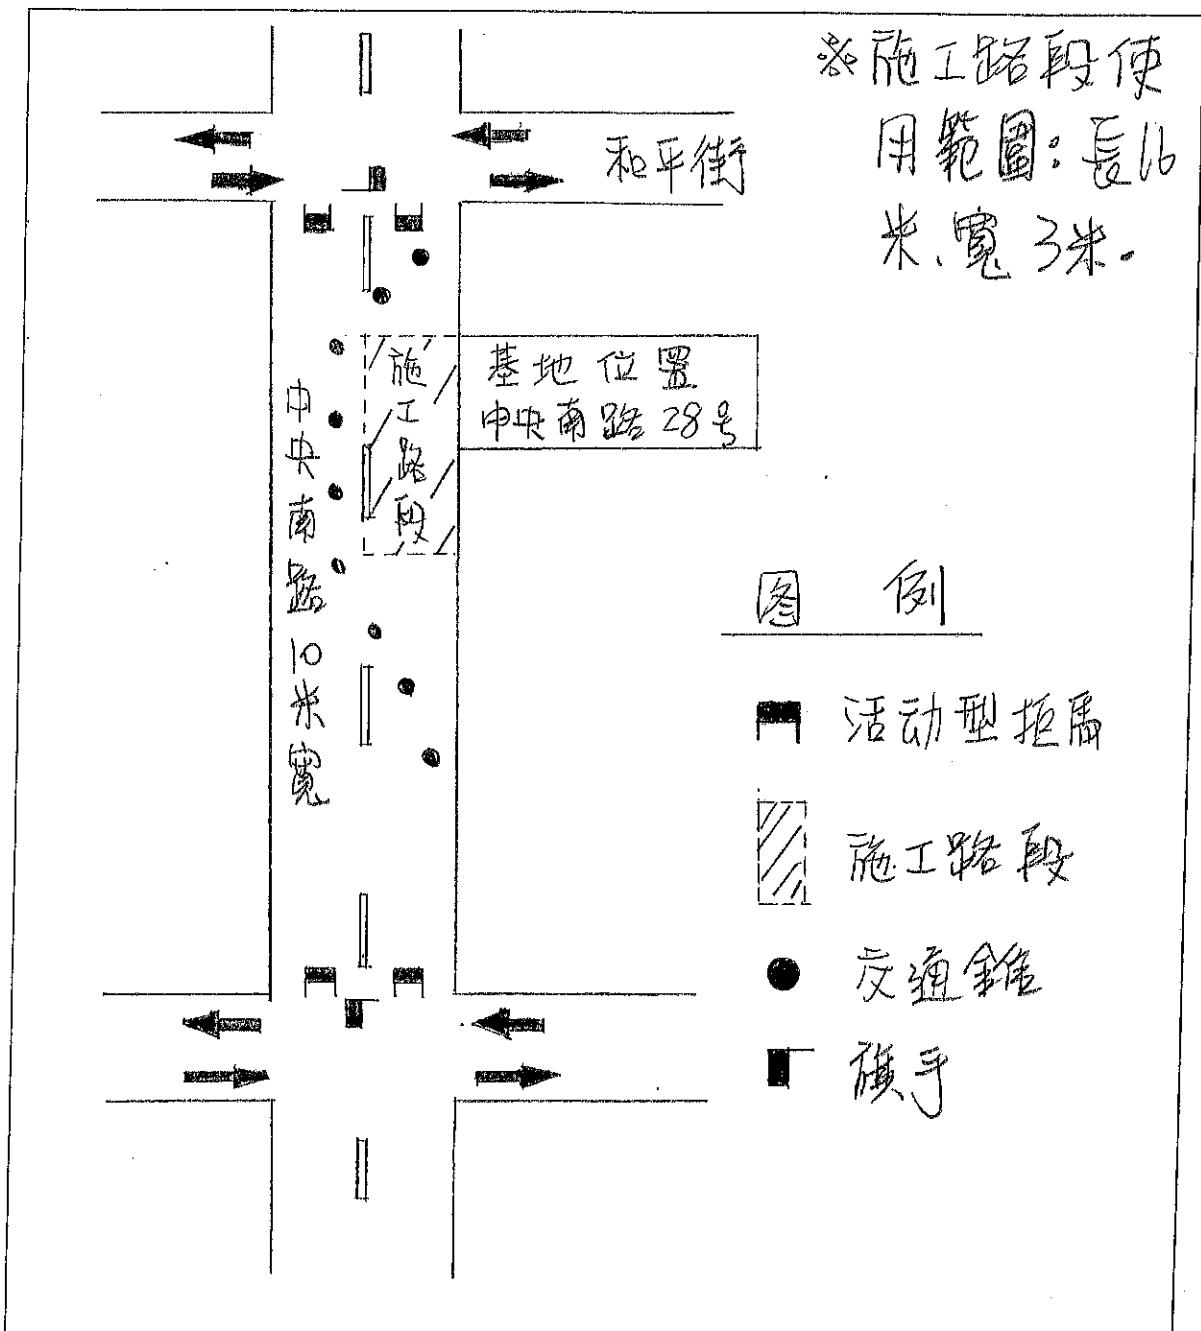 ※施工路段使
用範圍：長16
米、寬3米.
和平街
施工路段
基地位置
中央南路28号
中央南路10米寬
图例
活动型拒馬
施工路段
交通錐
旗手